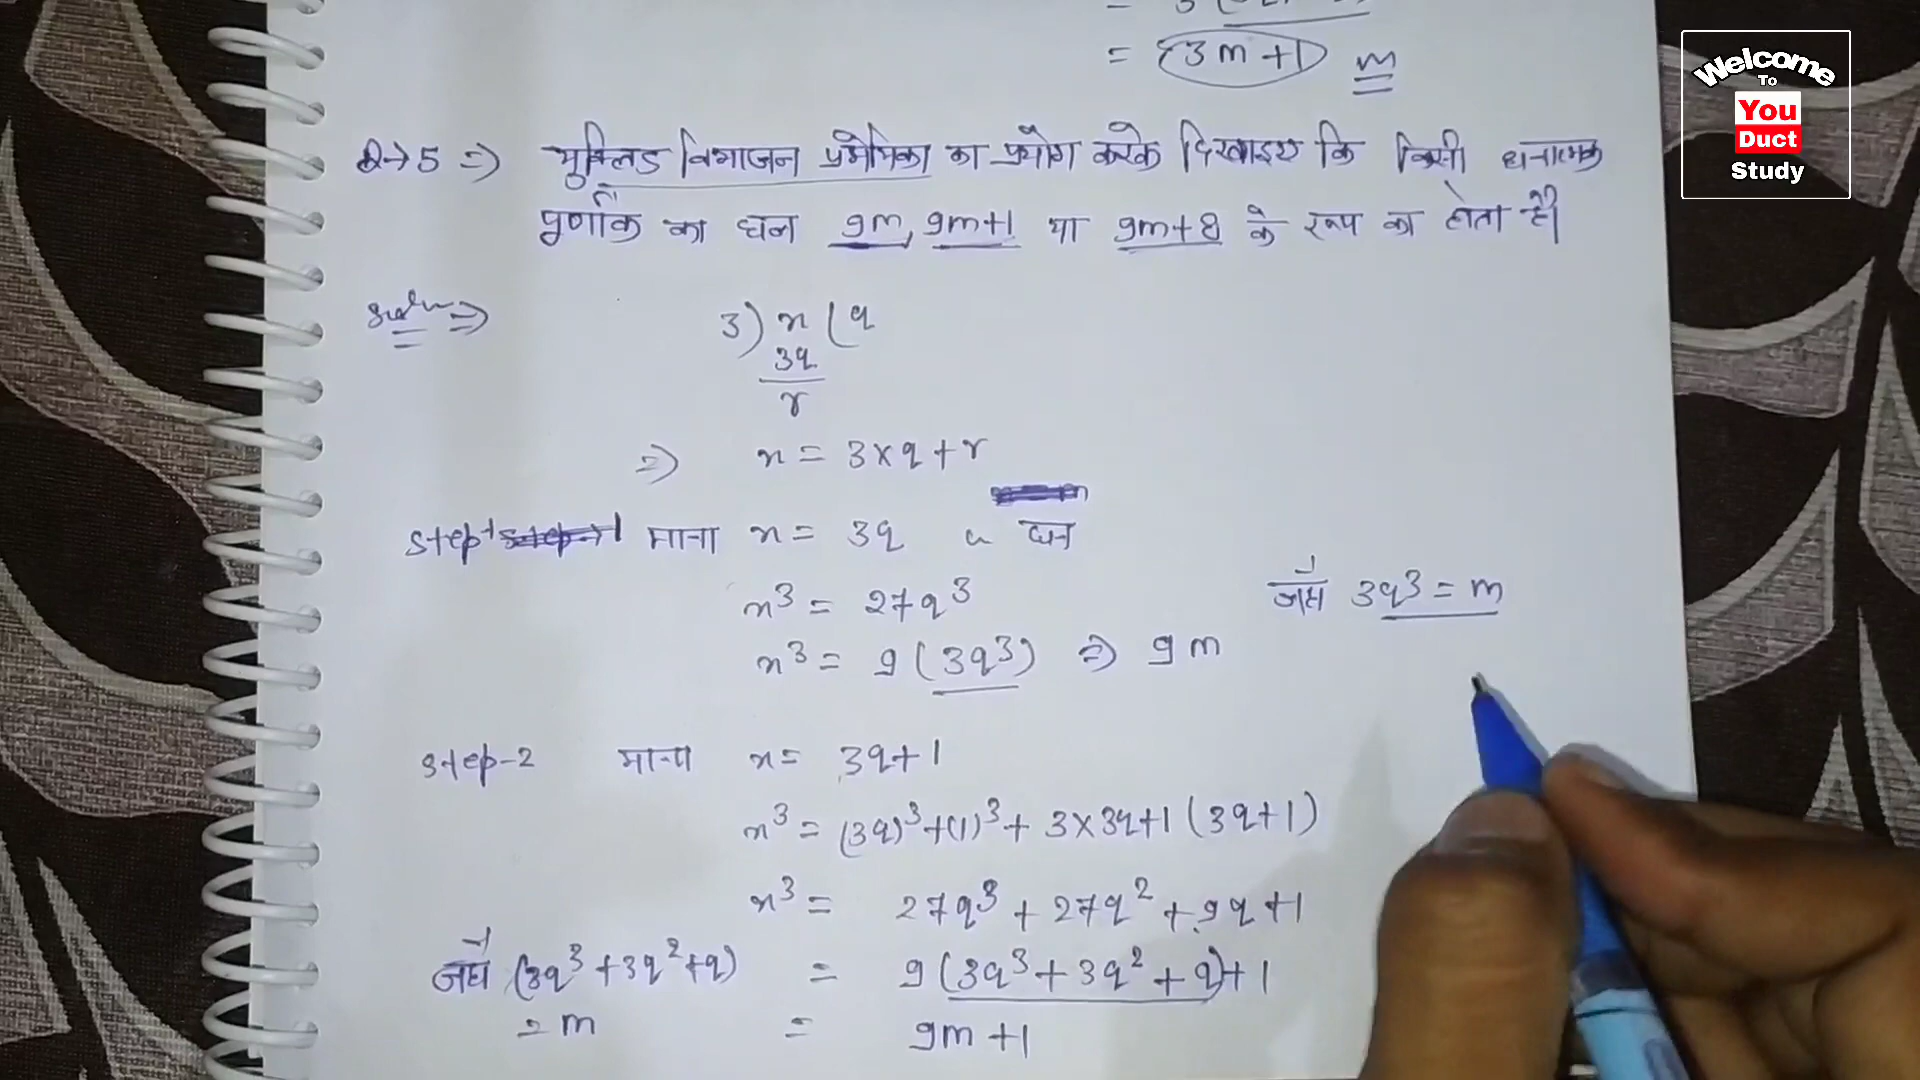 = (3m+1) m
Q→5 ⇒ युक्लिड विभाजन प्रमेयिका का प्रयोग करके दिखाइए कि किसी धनात्मक
पूर्णांक का घन 9m, 9m+1 या 9m+8 के रूप का होता है।
Soln ⇒
3) x ( q
3q
r
⇒ x = 3×q+r
step-1 माना x = 3q का घन
x³ = 27q³
जहाँ 3q³ = m
x³ = 9(3q³) ⇒ 9m
step-2 माना x = 3q+1
x³ = (3q)³+(1)³+ 3×3q+1(3q+1)
x³ = 27q³ + 27q² + 9q +1
जहाँ (3q³+3q²+q) = 9(3q³+3q²+q)+1
= m = 9m+1
Welcome
To
You
Duct
Study